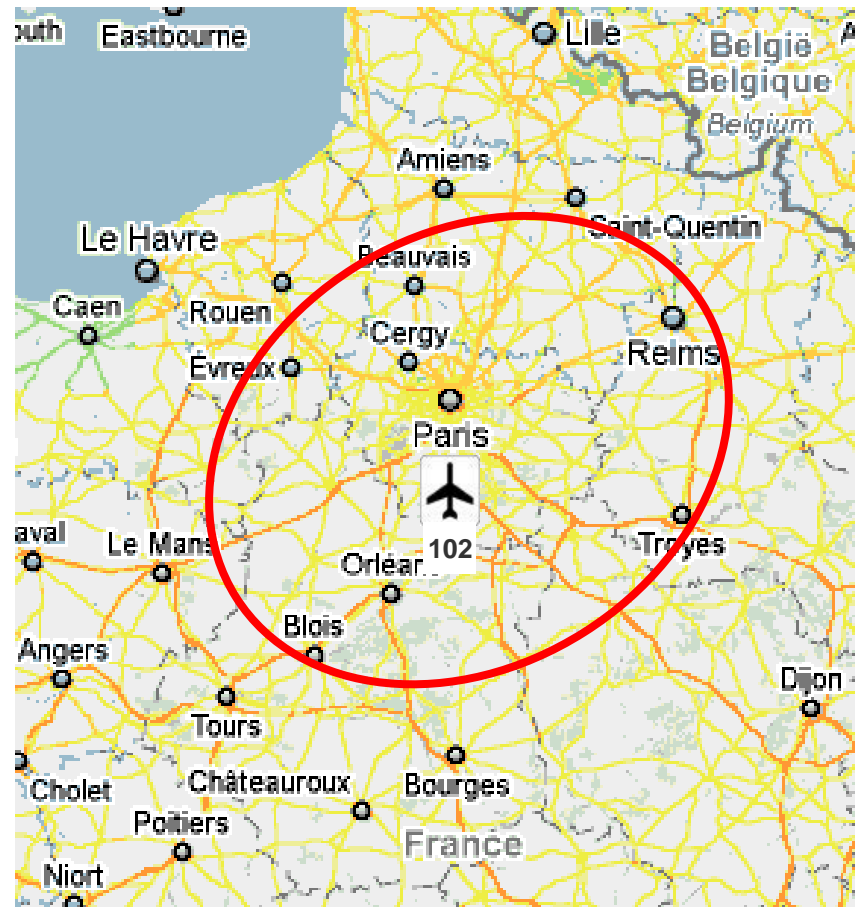 outh
Eastbourne
Lille
België
Belgique
Belgium
Amiens
Saint-Quentin
Le Havre
Beauvais
Caen
Rouen
Cergy
Reims
Évreux
Paris
aval
Le Mans
102
Troyes
Orléans
Blois
Angers
Dijon
Tours
Châteauroux
Bourges
Cholet
Poitiers
France
Niort